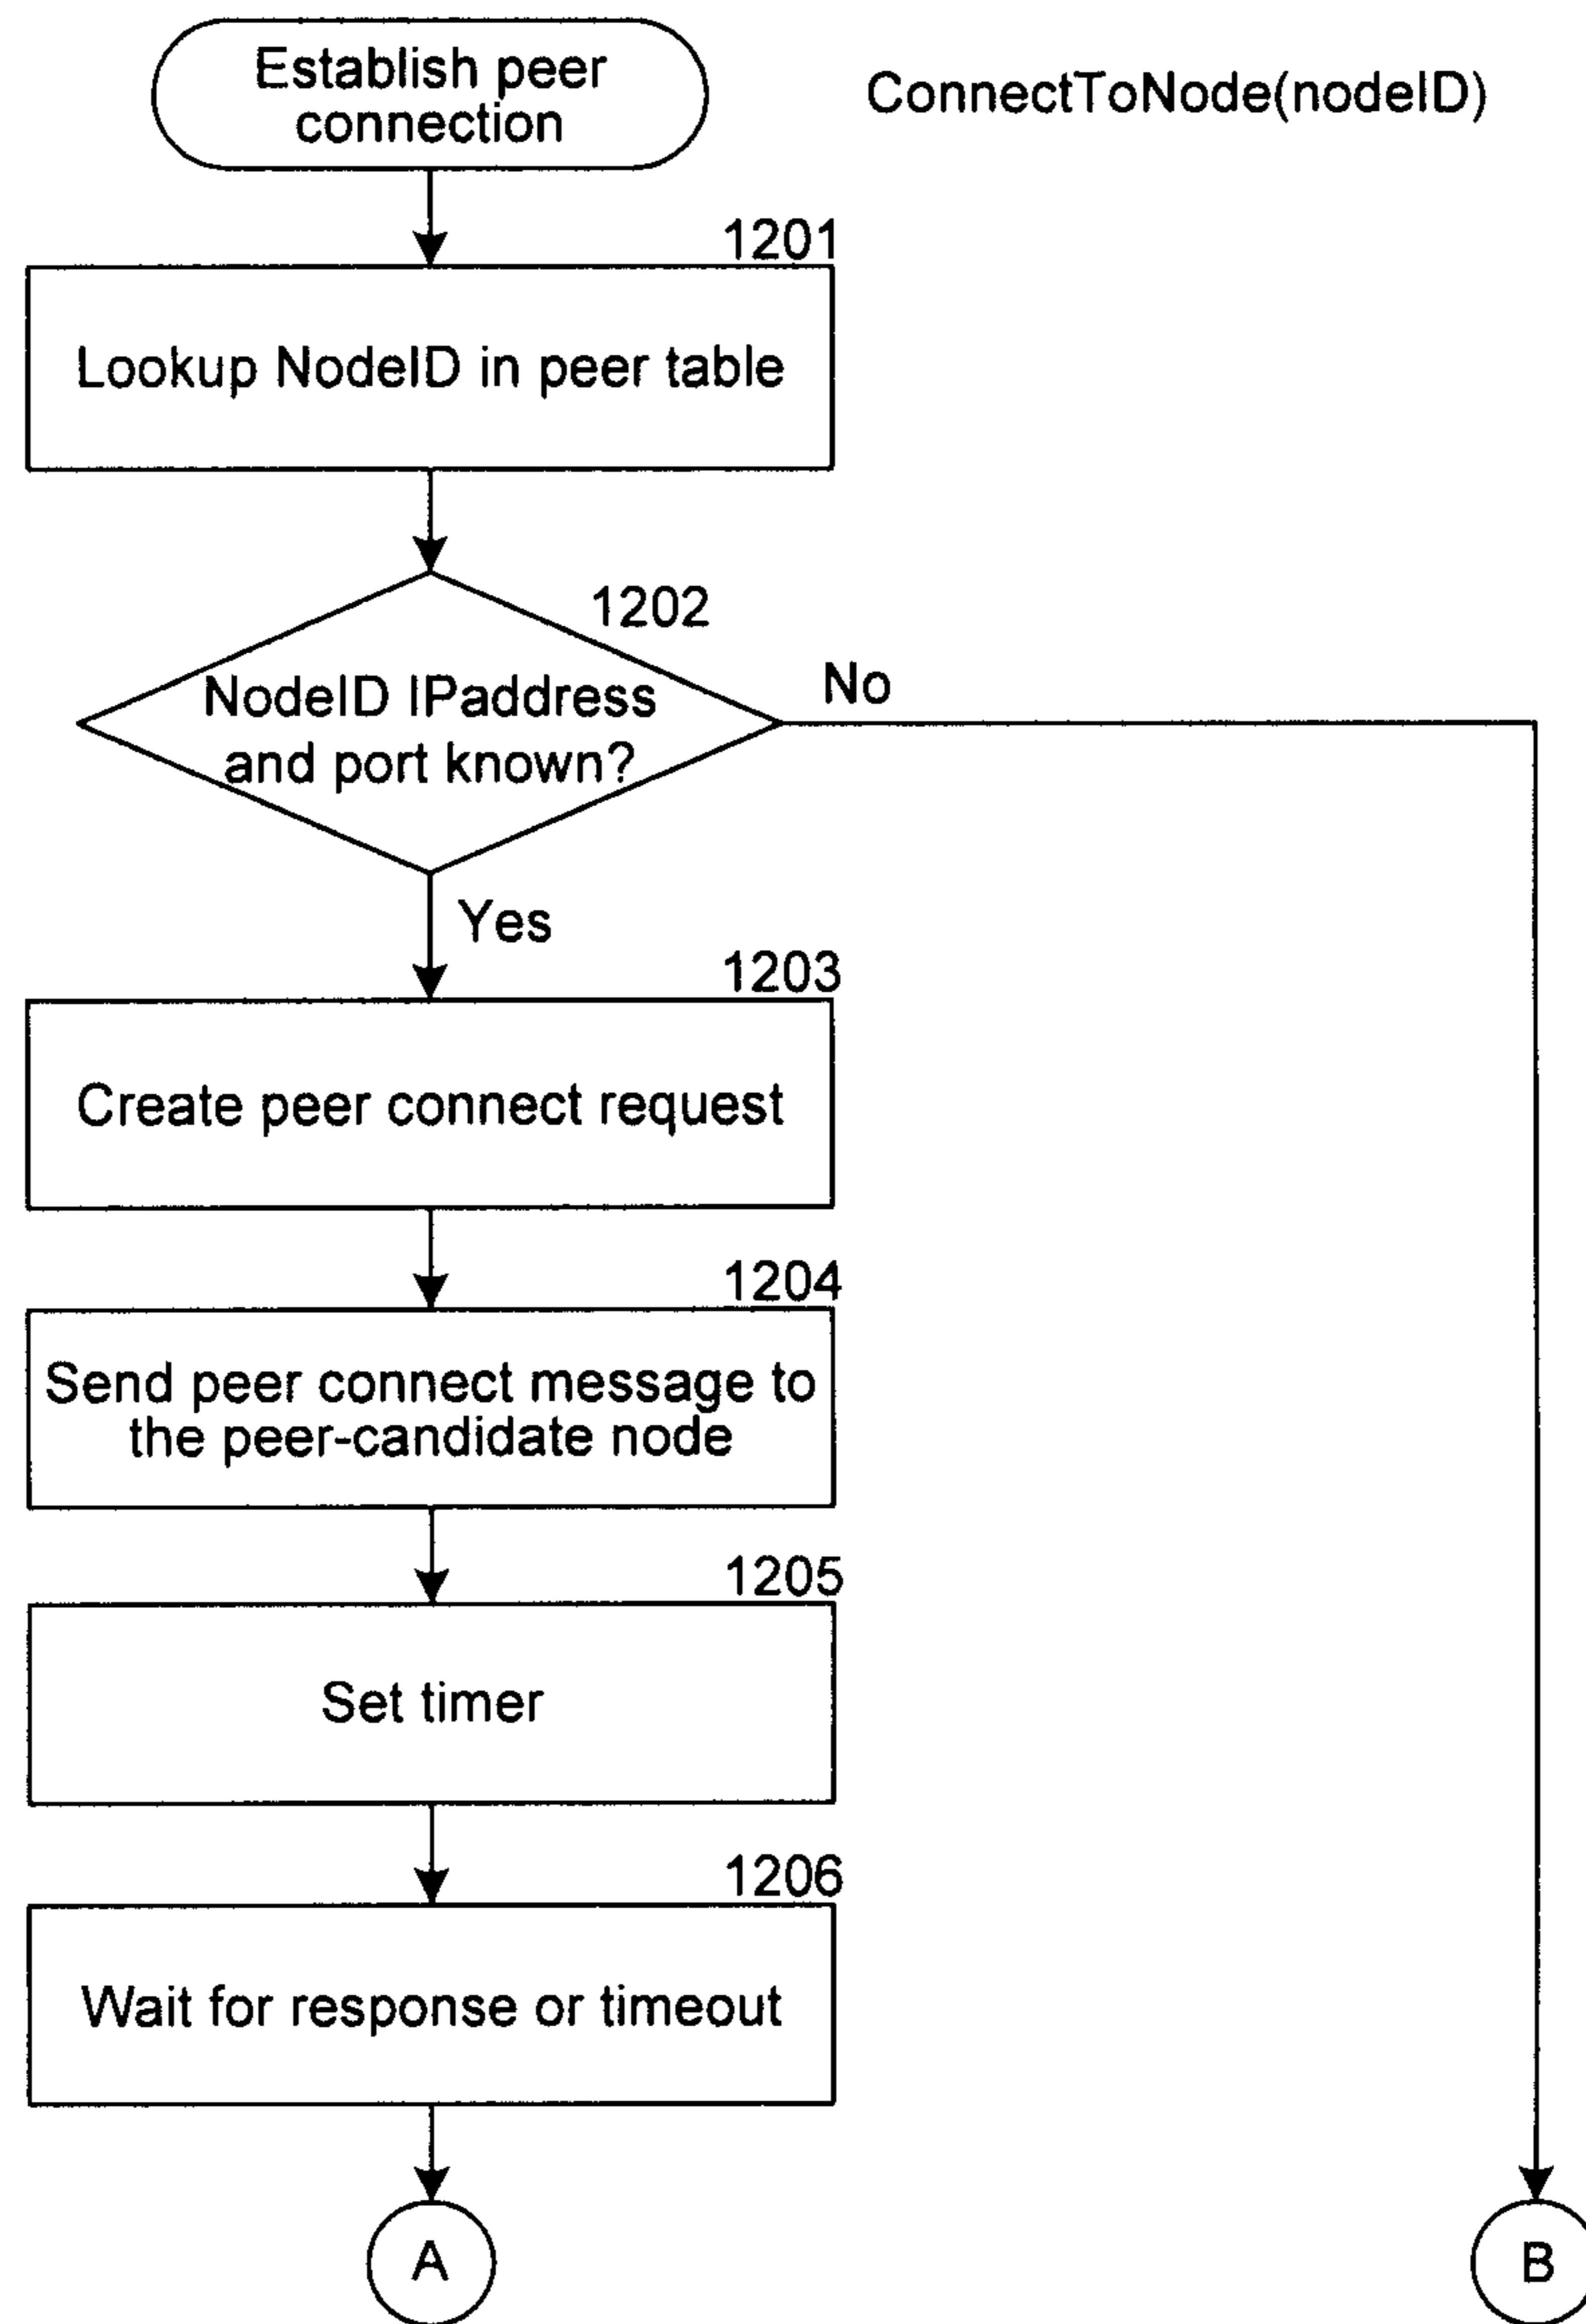 Establish peer
connection
ConnectToNode(nodeID)
1201
Lookup NodeID in peer table
1202
NodeID IPaddress
and port known?
No
Yes
1203
Create peer connect request
1204
Send peer connect message to
the peer-candidate node
1205
Set timer
1206
Wait for response or timeout
A
B